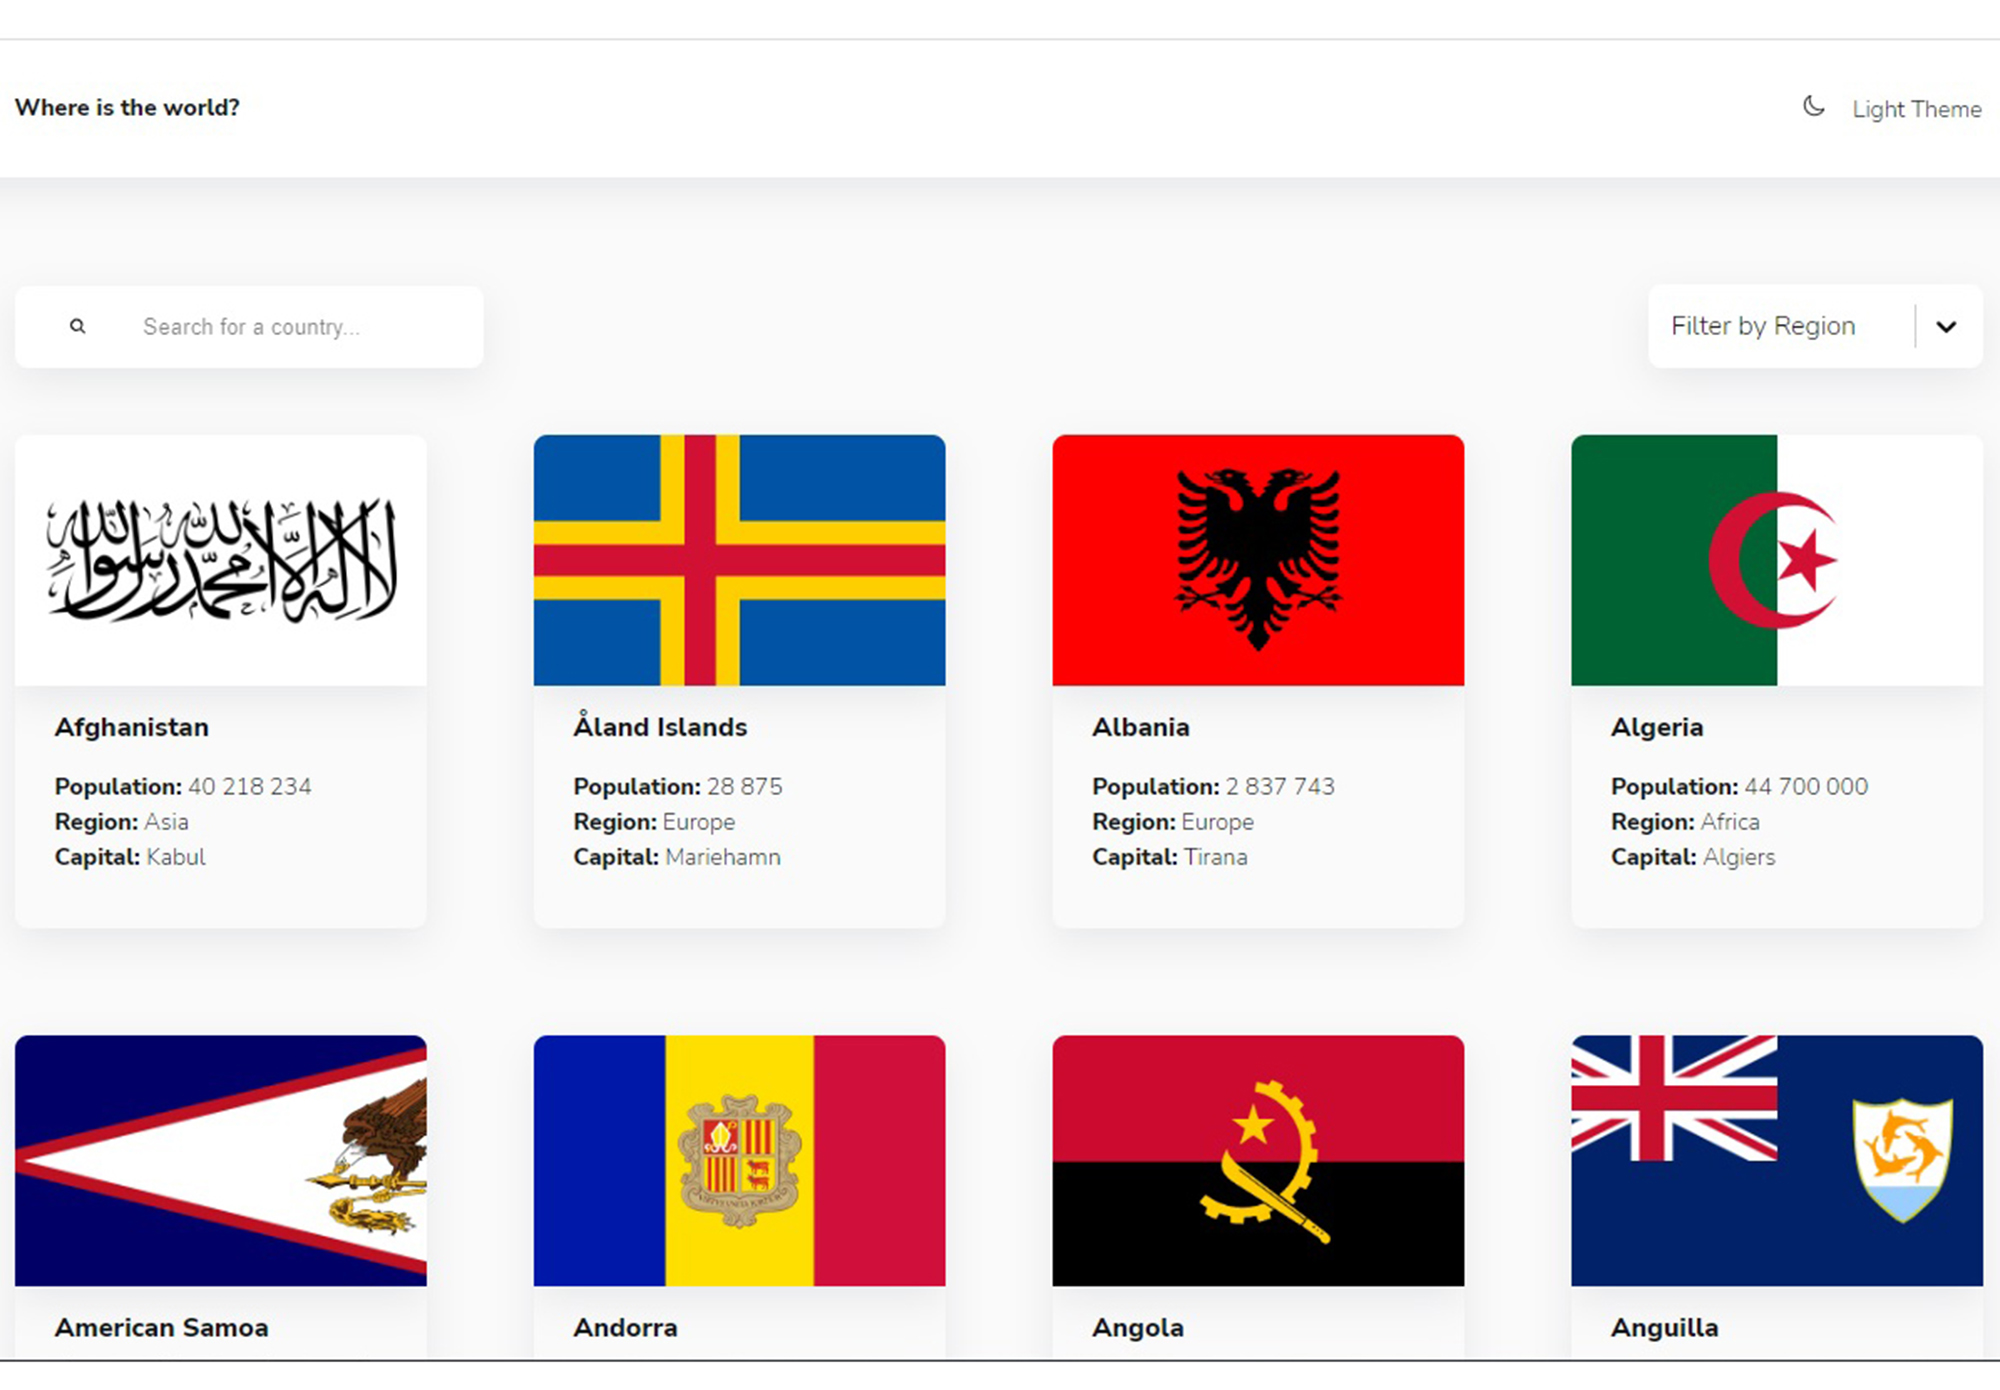 Where is the world?
Light Theme
Search for a country...
Filter by Region
لا إله إلا الله محمد رسول الله
Afghanistan
Population: 40 218 234
Region: Asia
Capital: Kabul
Åland Islands
Population: 28 875
Region: Europe
Capital: Mariehamn
Albania
Population: 2 837 743
Region: Europe
Capital: Tirana
Algeria
Population: 44 700 000
Region: Africa
Capital: Algiers
American Samoa
Andorra
Angola
Anguilla